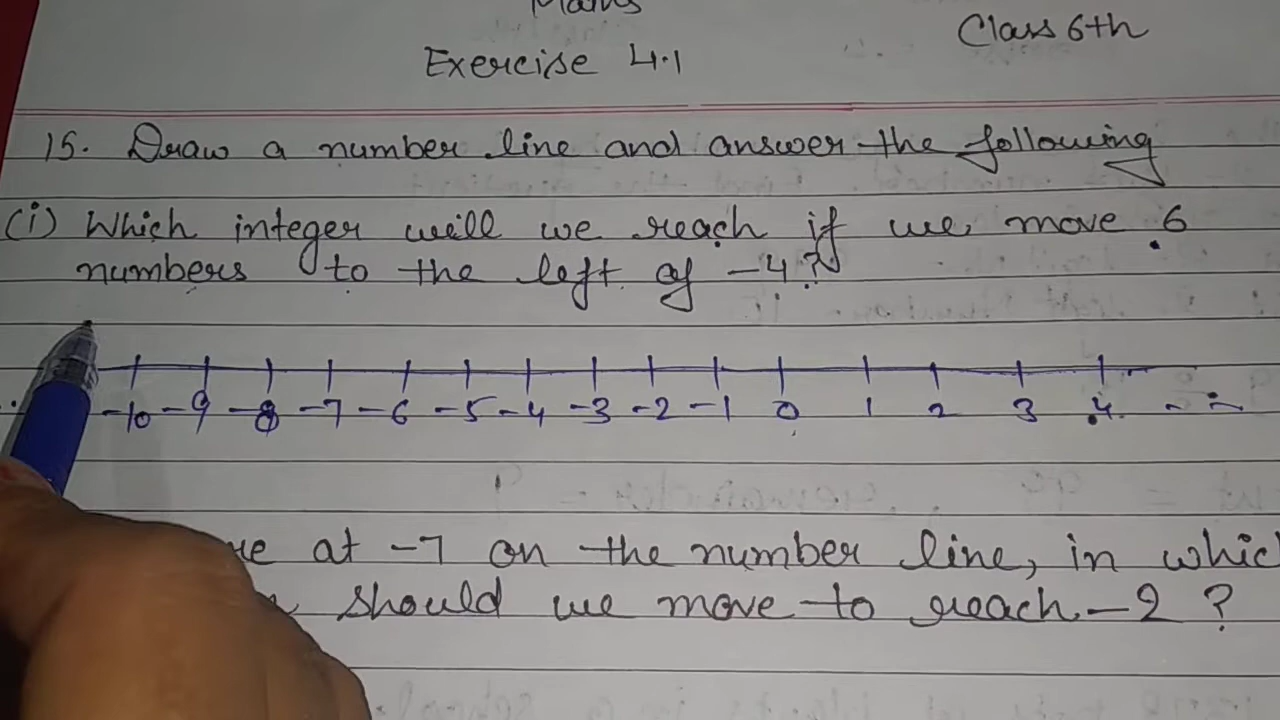 Maths
Class 6th
Exercise 4.1
15. Draw a number line and answer the following
(i) Which integer will we reach if we move 6
numbers to the left of -4?
-10 -9 -8 -7 -6 -5 -4 -3 -2 -1 0 1 2 3 4
at -7 on the number line, in which
should we move to reach -2 ?